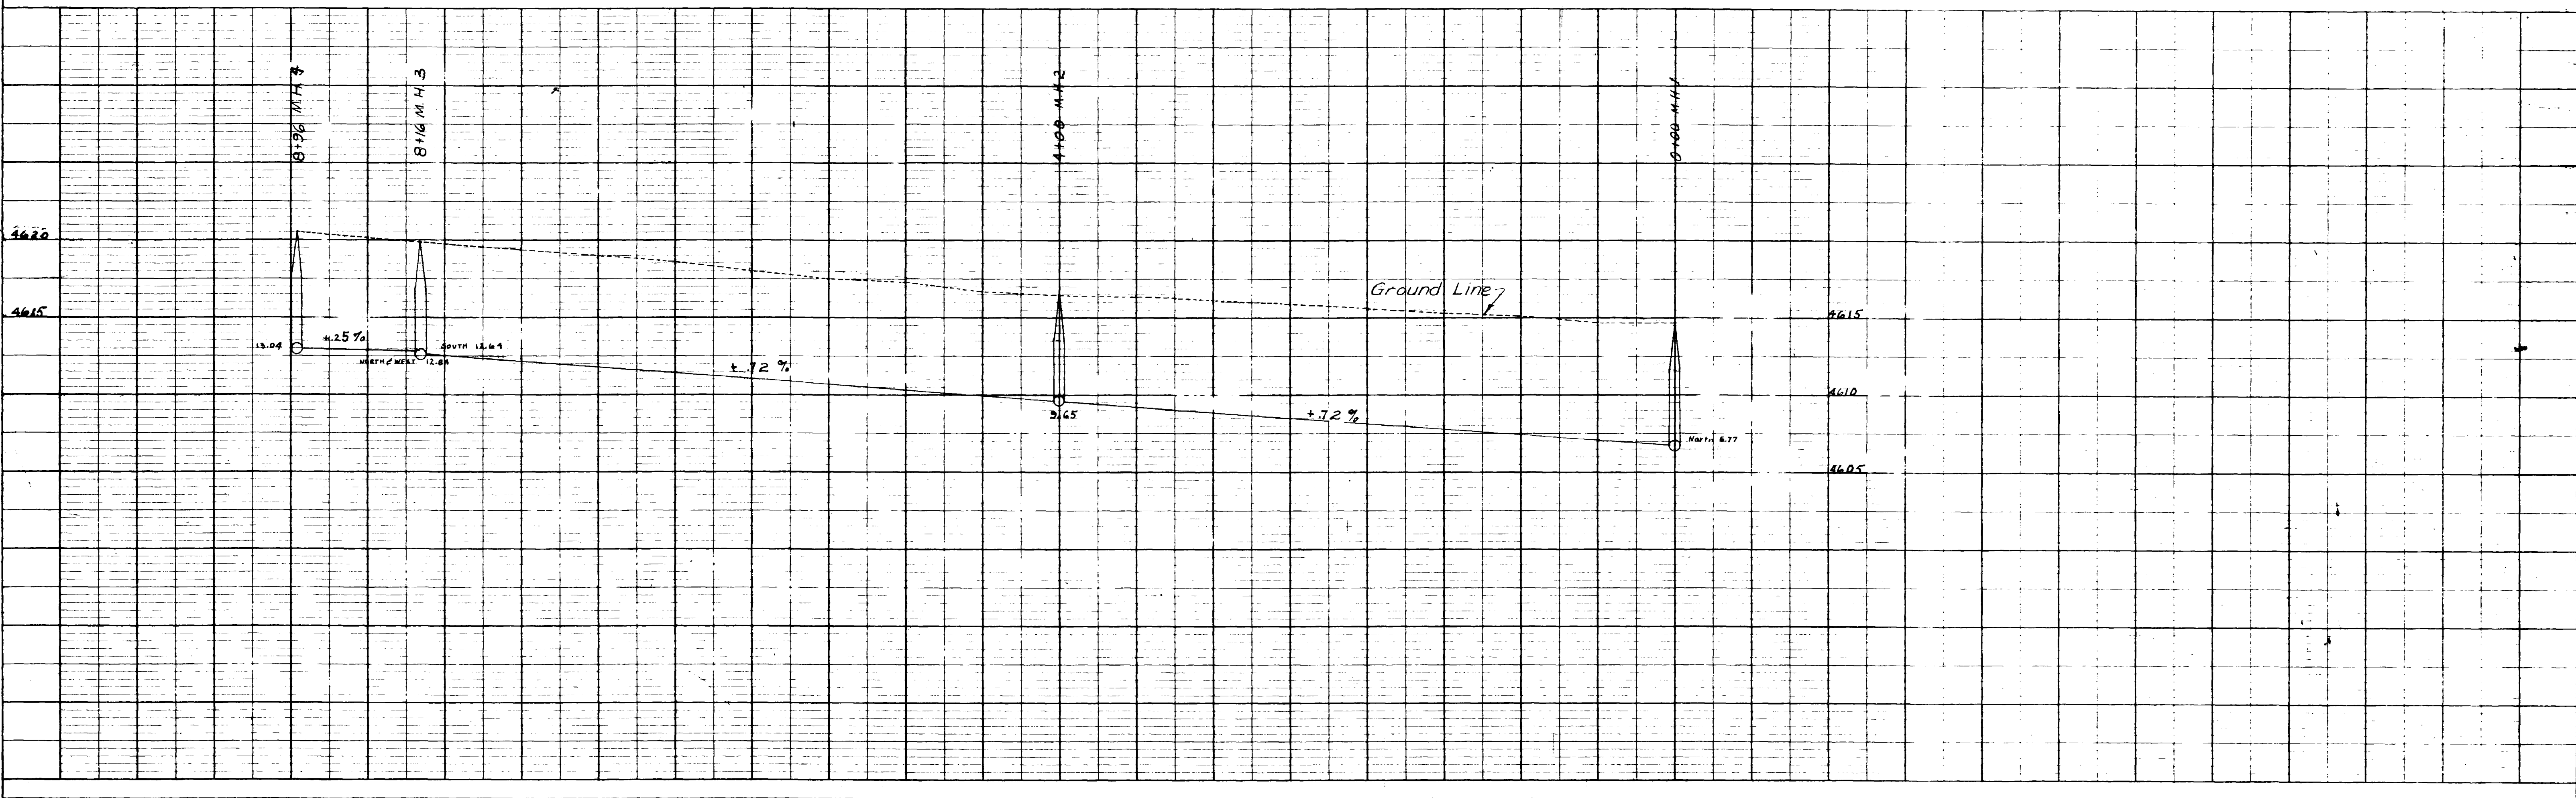 8+96 M.H. 4
8+16 M.H. 3
4+00 M.H. 2
0+00 M.H. 1
4620
4615
Ground Line
4615
13.04
+.25 %
SOUTH 12.64
NORTH & WEST 12.84
+.72 %
4610
9.65
+.72 %
North 6.77
4605